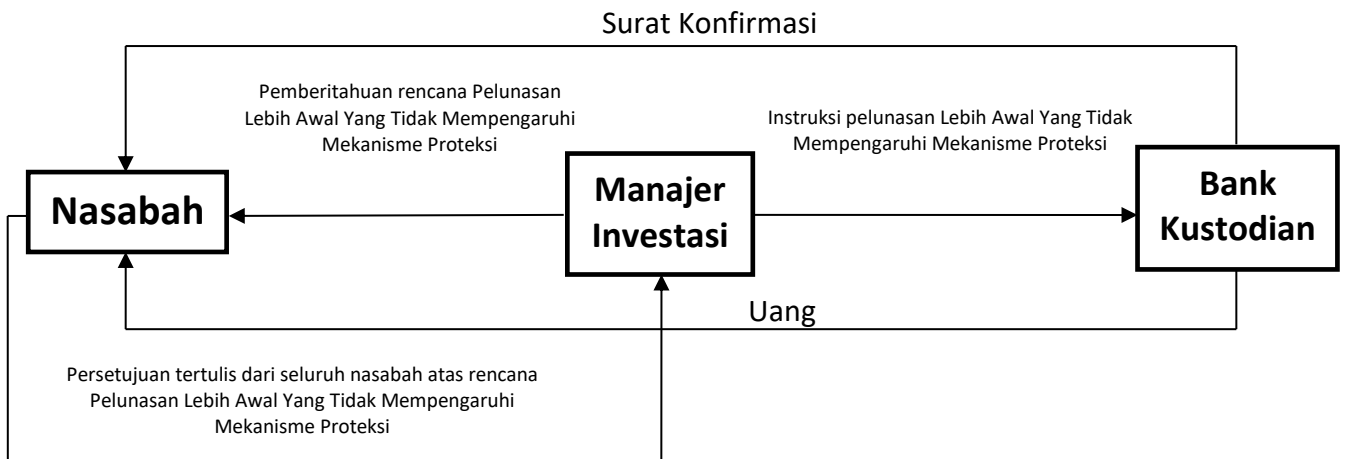 Surat Konfirmasi
Pemberitahuan rencana Pelunasan
Lebih Awal Yang Tidak Mempengaruhi
Mekanisme Proteksi
Instruksi pelunasan Lebih Awal Yang Tidak
Mempengaruhi Mekanisme Proteksi
Nasabah
Manajer
Investasi
Bank
Kustodian
Uang
Persetujuan tertulis dari seluruh nasabah atas rencana
Pelunasan Lebih Awal Yang Tidak Mempengaruhi
Mekanisme Proteksi